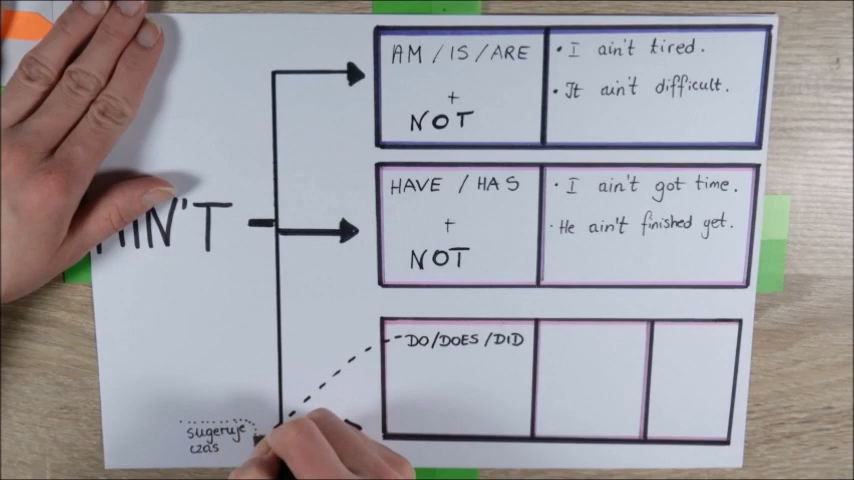 AIN'T
AM / IS / ARE
+
NOT
• I ain't tired.
• It ain't difficult.
HAVE / HAS
+
NOT
• I ain't got time.
• He ain't finished yet.
DO/DOES/DID
sugeruje
czas